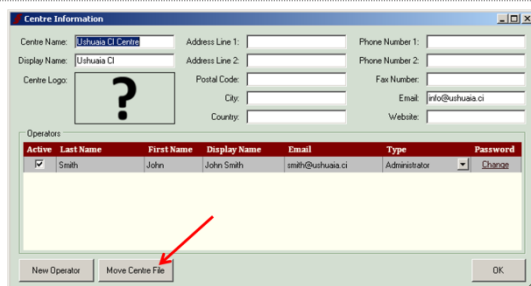 Centre Information
Centre Name: Ushuaia CI Centre Address Line 1: Phone Number 1:
Display Name: Ushuaia CI Address Line 2: Phone Number 2:
Centre Logo: Postal Code: Fax Number:
?
City: Email: info@ushuaia.ci
Country: Website:
Operators
Active Last Name First Name Display Name Email Type Password
Smith John John Smith smith@ushuaia.ci Administrator Change
New Operator Move Centre File OK